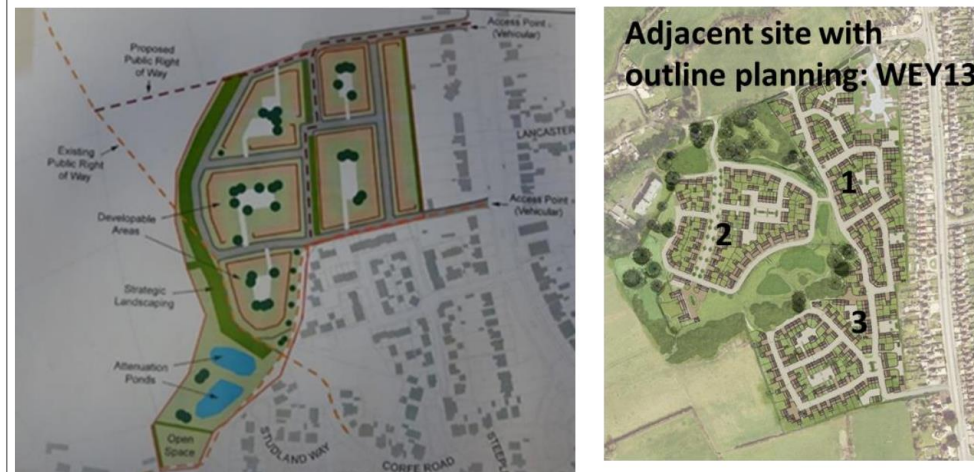 Proposed
Public Right
of Way
Existing
Public Right
of Way
Developable
Areas
Strategic
Landscaping
Attenuation
Ponds
Open
Space
Access Point
(Vehicular)
LANCASTER
Access Point
(Vehicular)
STUDLAND WAY
CORFE ROAD
STEEPL
Adjacent site with
outline planning: WEY13
1
2
3